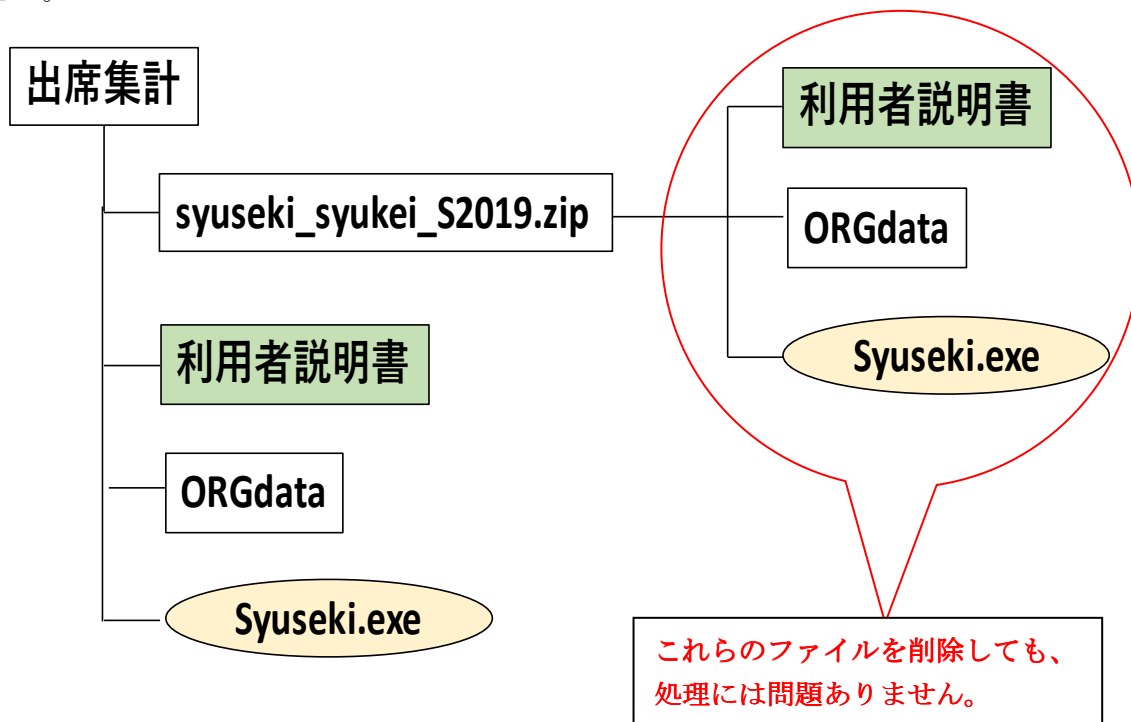 出席集計
syuseki_syukei_S2019.zip
利用者説明書
ORGdata
Syuseki.exe
利用者説明書
ORGdata
Syuseki.exe
これらのファイルを削除しても、
処理には問題ありません。